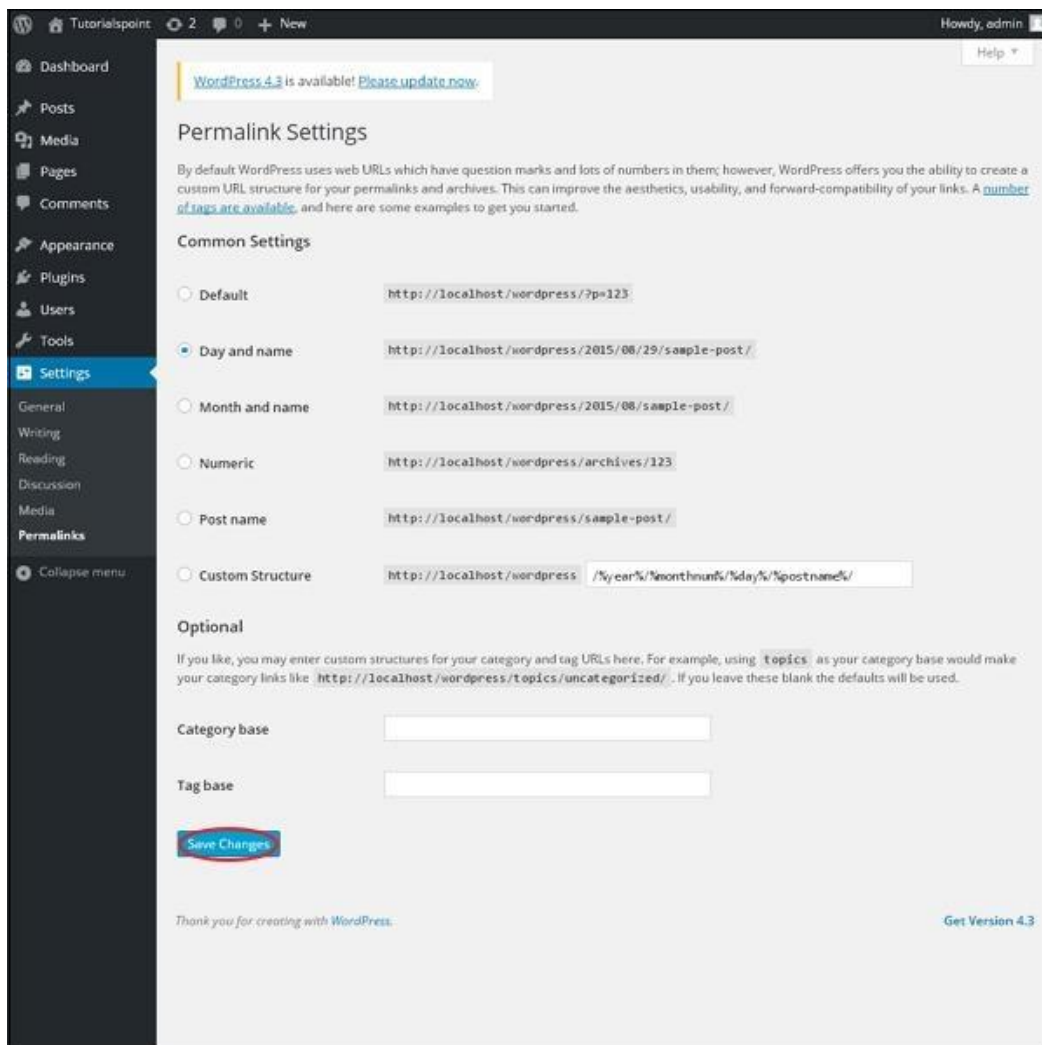 Tutorialspoint 2 0 + New Howdy, admin
Help
Dashboard
Posts
Media
Pages
Comments
Appearance
Plugins
Users
Tools
Settings
General
Writing
Reading
Discussion
Media
Permalinks
Collapse menu
WordPress 4.3 is available! Please update now.
Permalink Settings
By default WordPress uses web URLs which have question marks and lots of numbers in them; however, WordPress offers you the ability to create a
custom URL structure for your permalinks and archives. This can improve the aesthetics, usability, and forward-compatibility of your links. A number
of tags are available, and here are some examples to get you started.
Common Settings
Default http://localhost/wordpress/?p=123
Day and name http://localhost/wordpress/2015/08/29/sample-post/
Month and name http://localhost/wordpress/2015/08/sample-post/
Numeric http://localhost/wordpress/archives/123
Post name http://localhost/wordpress/sample-post/
Custom Structure http://localhost/wordpress /%year%/%monthnum%/%day%/%postname%/
Optional
If you like, you may enter custom structures for your category and tag URLs here. For example, using topics as your category base would make
your category links like http://localhost/wordpress/topics/uncategorized/ . If you leave these blank the defaults will be used.
Category base
Tag base
Save Changes
Thank you for creating with WordPress.
Get Version 4.3